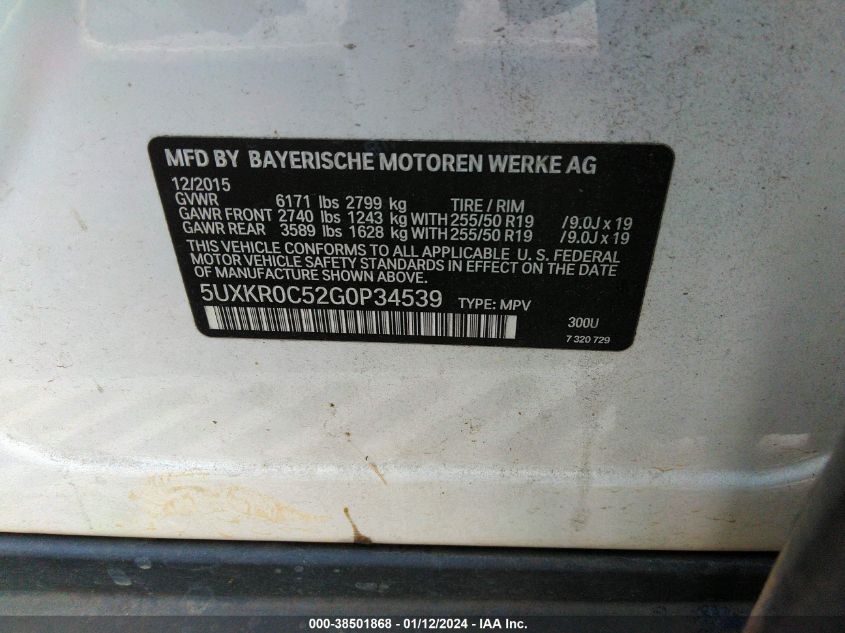 MFD BY BAYERISCHE MOTOREN WERKE AG
12/2015
GVWR 6171 lbs 2799 kg TIRE / RIM
GAWR FRONT 2740 lbs 1243 kg WITH 255/50 R19 /9.0J x 19
GAWR REAR 3589 lbs 1628 kg WITH 255/50 R19 /9.0J x 19
THIS VEHICLE CONFORMS TO ALL APPLICABLE U. S. FEDERAL
MOTOR VEHICLE SAFETY STANDARDS IN EFFECT ON THE DATE
OF MANUFACTURE SHOWN ABOVE.
5UXKR0C52G0P34539 TYPE: MPV
300U
7 320 729
000-38501868 - 01/12/2024 - IAA Inc.